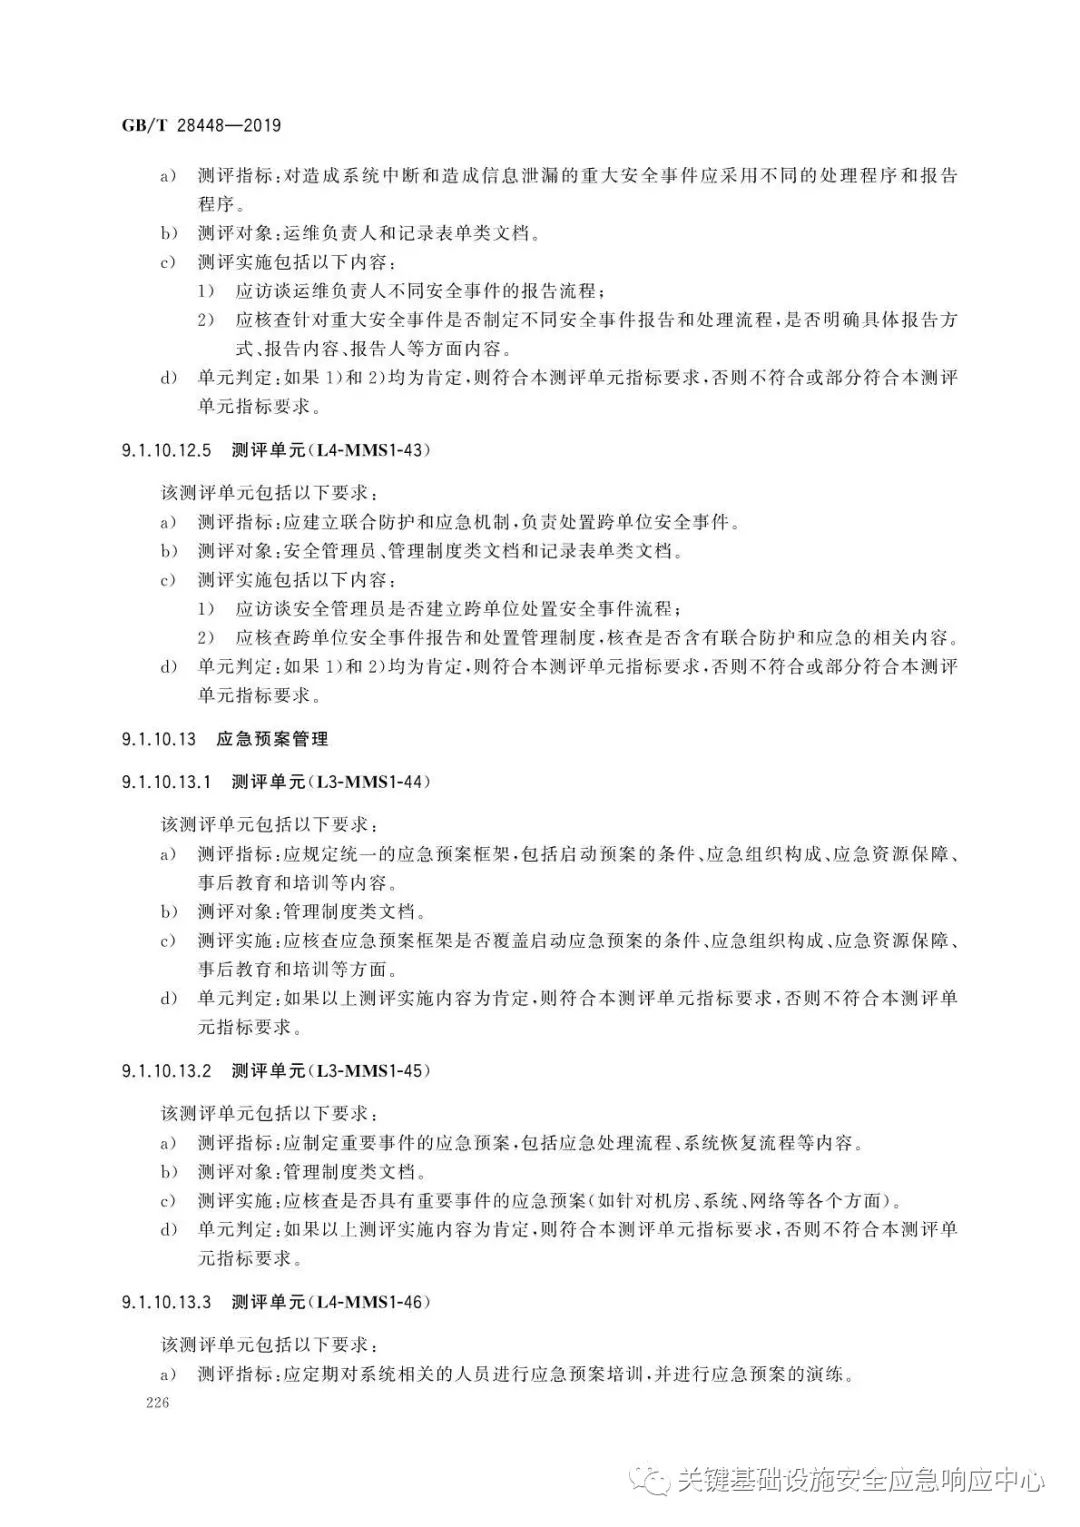 GB/T 28448—2019
a) 测评指标:对造成系统中断和造成信息泄漏的重大安全事件应采用不同的处理程序和报告
程序。
b) 测评对象:运维负责人和记录表单类文档。
c) 测评实施包括以下内容:
1) 应访谈运维负责人不同安全事件的报告流程;
2) 应核查针对重大安全事件是否制定不同安全事件报告和处理流程,是否明确具体报告方
式、报告内容、报告人等方面内容。
d) 单元判定:如果 1)和 2)均为肯定,则符合本测评单元指标要求,否则不符合或部分符合本测评
单元指标要求。
9.1.10.12.5 测评单元(L4-MMS1-43)
该测评单元包括以下要求:
a) 测评指标:应建立联合防护和应急机制,负责处置跨单位安全事件。
b) 测评对象:安全管理员、管理制度类文档和记录表单类文档。
c) 测评实施包括以下内容:
1) 应访谈安全管理员是否建立跨单位处置安全事件流程;
2) 应核查跨单位安全事件报告和处置管理制度,核查是否含有联合防护和应急的相关内容。
d) 单元判定:如果 1)和 2)均为肯定,则符合本测评单元指标要求,否则不符合或部分符合本测评
单元指标要求。
9.1.10.13 应急预案管理
9.1.10.13.1 测评单元(L3-MMS1-44)
该测评单元包括以下要求:
a) 测评指标:应规定统一的应急预案框架,包括启动预案的条件、应急组织构成、应急资源保障、
事后教育和培训等内容。
b) 测评对象:管理制度类文档。
c) 测评实施:应核查应急预案框架是否覆盖启动应急预案的条件、应急组织构成、应急资源保障、
事后教育和培训等方面。
d) 单元判定:如果以上测评实施内容为肯定,则符合本测评单元指标要求,否则不符合本测评单
元指标要求。
9.1.10.13.2 测评单元(L3-MMS1-45)
该测评单元包括以下要求:
a) 测评指标:应制定重要事件的应急预案,包括应急处理流程、系统恢复流程等内容。
b) 测评对象:管理制度类文档。
c) 测评实施:应核查是否具有重要事件的应急预案(如针对机房、系统、网络等各个方面)。
d) 单元判定:如果以上测评实施内容为肯定,则符合本测评单元指标要求,否则不符合本测评单
元指标要求。
9.1.10.13.3 测评单元(L4-MMS1-46)
该测评单元包括以下要求:
a) 测评指标:应定期对系统相关的人员进行应急预案培训,并进行应急预案的演练。
226
关键基础设施安全应急响应中心